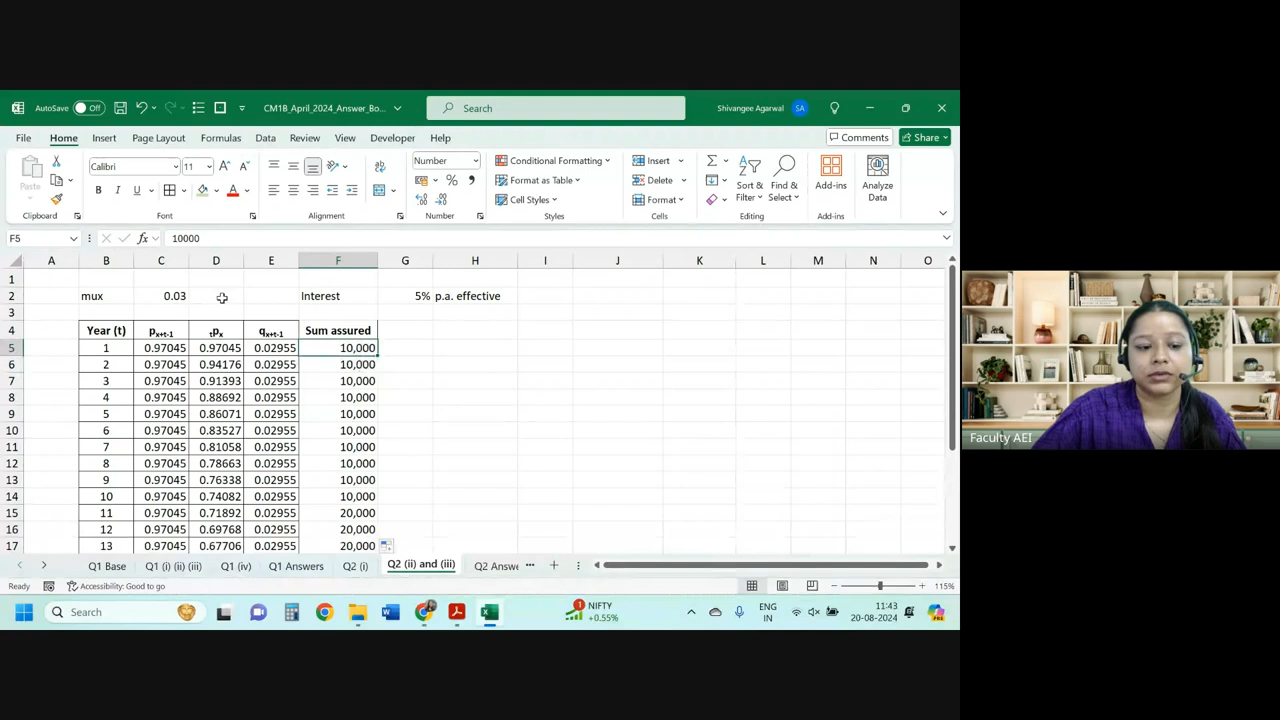 AutoSave Off CM1B_April_2024_Answer_Bo... Search Shivangee Agarwal SA
File Home Insert Page Layout Formulas Data Review View Developer Help Comments Share
Paste Calibri 11 A A Number Conditional Formatting Insert Sort & Filter Find & Select Add-ins Analyze Data
B I U A % Format as Table Delete
Cell Styles Format
Clipboard Font Alignment Number Styles Cells Editing Add-ins
F5 fx 10000
A B C D E F G H I J K L M N O
1
2 mux 0.03 Interest 5% p.a. effective
3
4 Year (t) px+t-1 tpx qx+t-1 Sum assured
5 1 0.97045 0.97045 0.02955 10,000
6 2 0.97045 0.94176 0.02955 10,000
7 3 0.97045 0.91393 0.02955 10,000
8 4 0.97045 0.88692 0.02955 10,000
9 5 0.97045 0.86071 0.02955 10,000
10 6 0.97045 0.83527 0.02955 10,000
11 7 0.97045 0.81058 0.02955 10,000
12 8 0.97045 0.78663 0.02955 10,000
13 9 0.97045 0.76338 0.02955 10,000
14 10 0.97045 0.74082 0.02955 10,000
15 11 0.97045 0.71892 0.02955 20,000
16 12 0.97045 0.69768 0.02955 20,000
17 13 0.97045 0.67706 0.02955 20,000
Q1 Base Q1 (i) (ii) (iii) Q1 (iv) Q1 Answers Q2 (i) Q2 (ii) and (iii) Q2 Answe ...
Ready Accessibility: Good to go 115%
Search NIFTY +0.55% ENG IN 11:43 20-08-2024
Faculty AEI